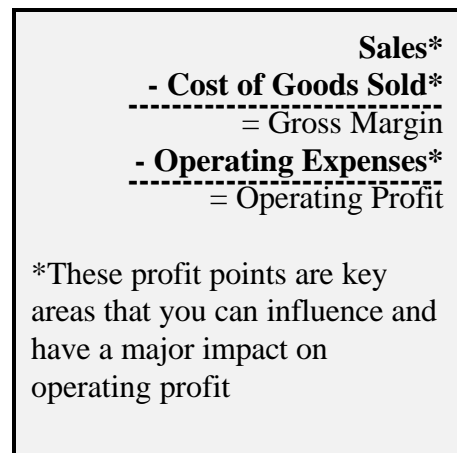 Sales*
- Cost of Goods Sold*
= Gross Margin
- Operating Expenses*
= Operating Profit
*These profit points are key
areas that you can influence and
have a major impact on
operating profit